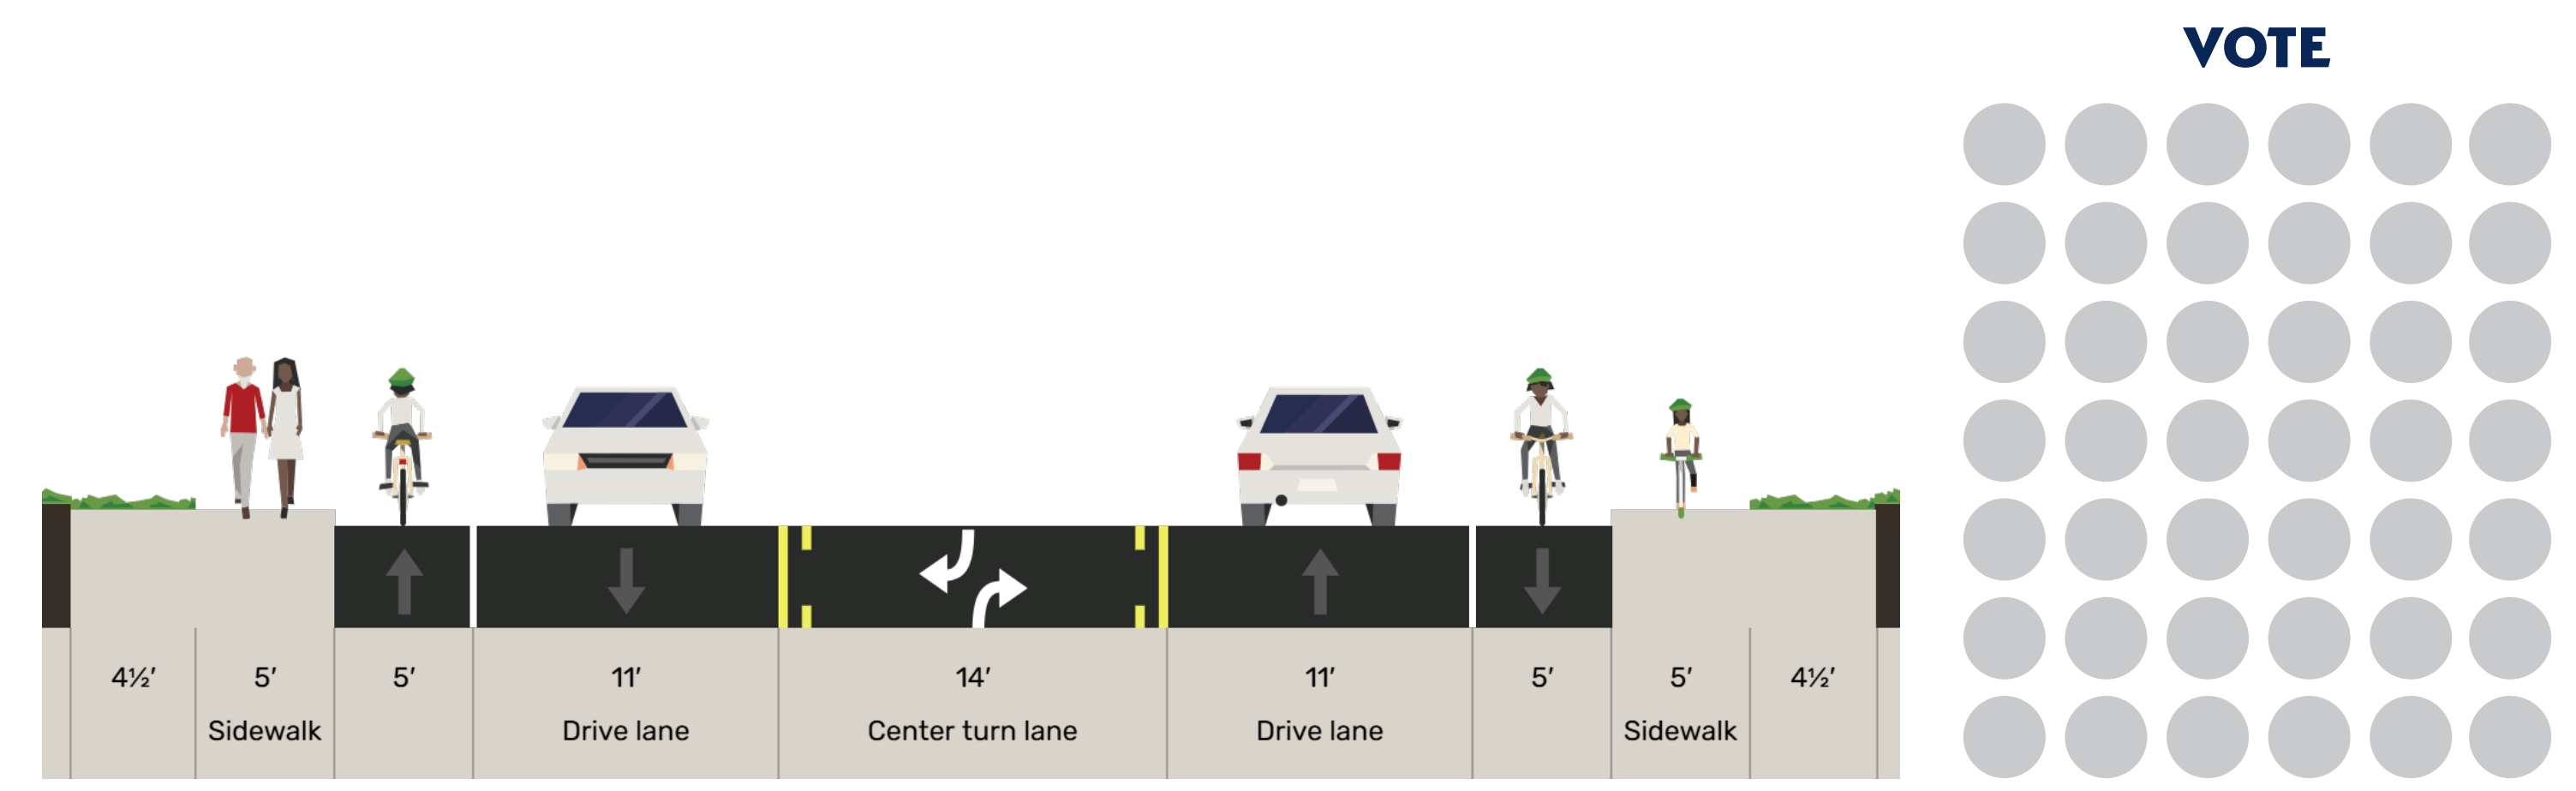 VOTE
4½′ 5′ 5′ 11′ 14′ 11′ 5′ 5′ 4½′
Sidewalk Drive lane Center turn lane Drive lane Sidewalk